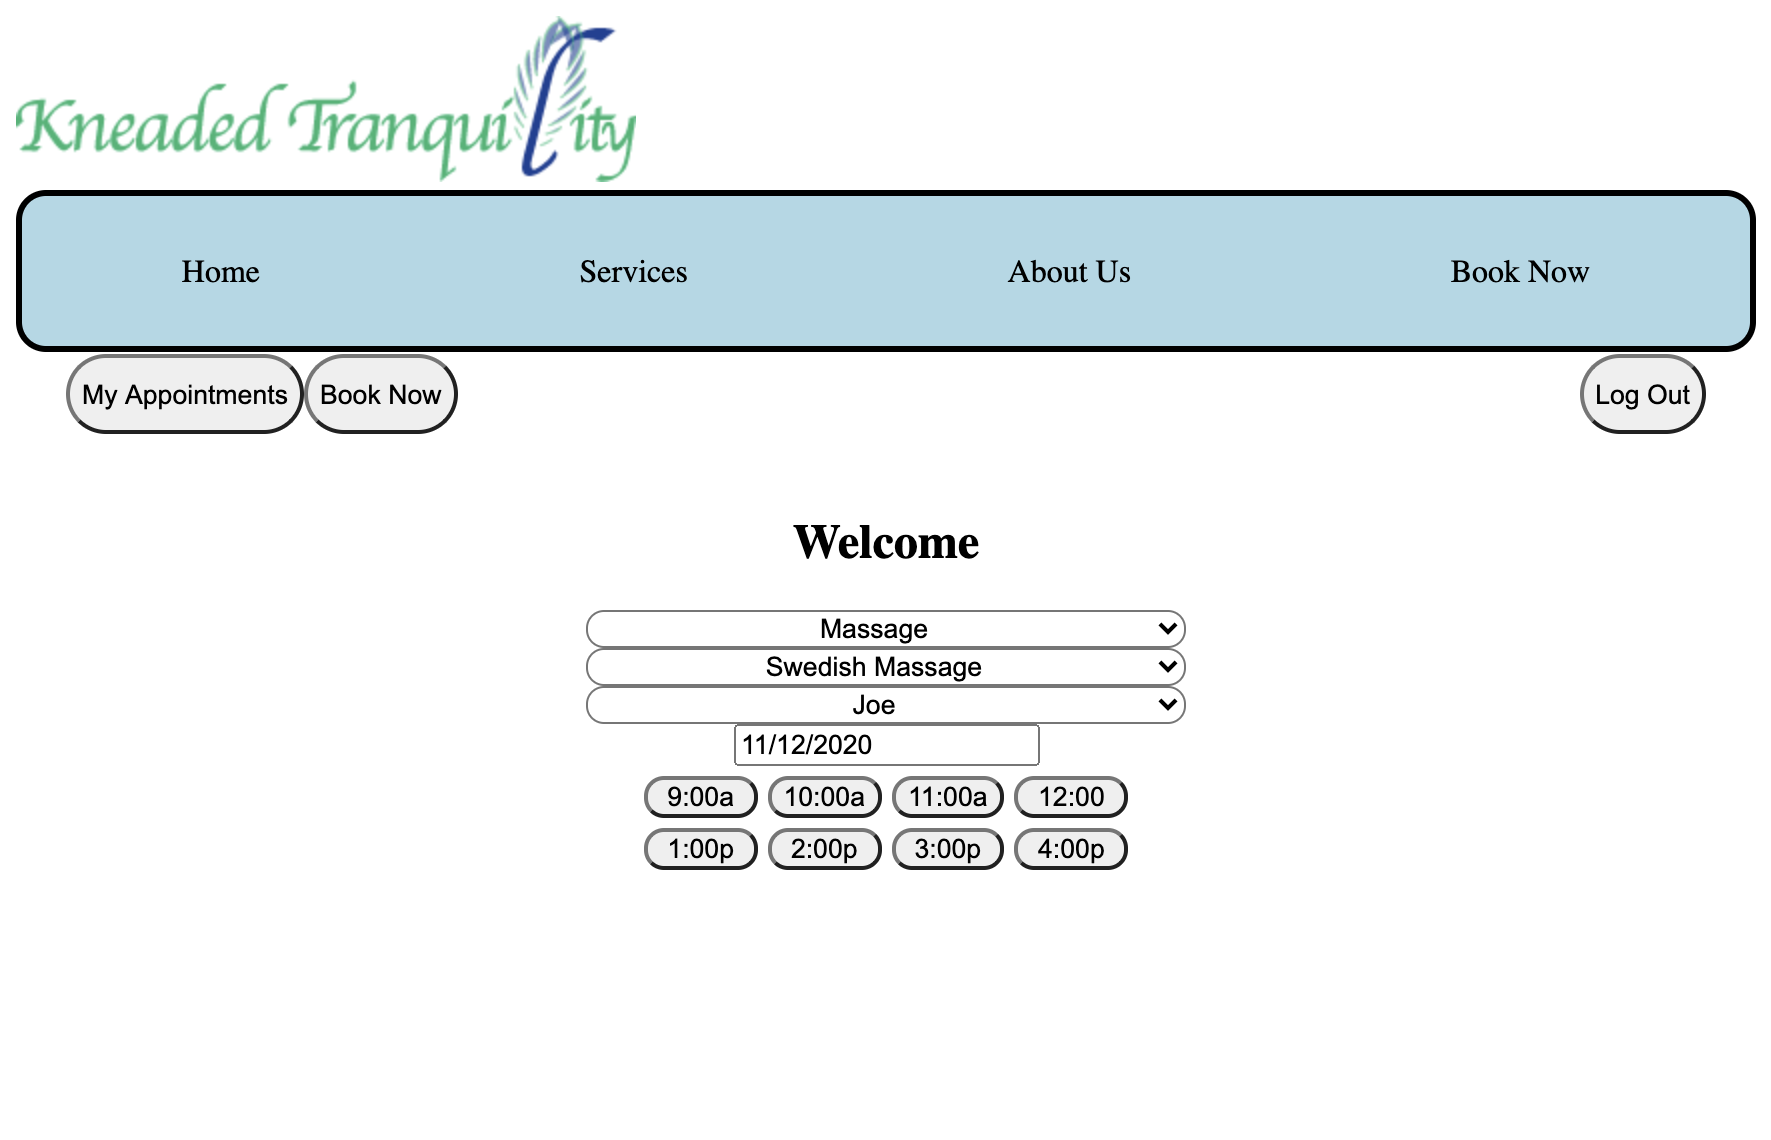 Kneaded Tranquility
Home Services About Us Book Now
My Appointments Book Now Log Out
Welcome
Massage
Swedish Massage
Joe
11/12/2020
9:00a 10:00a 11:00a 12:00
1:00p 2:00p 3:00p 4:00p